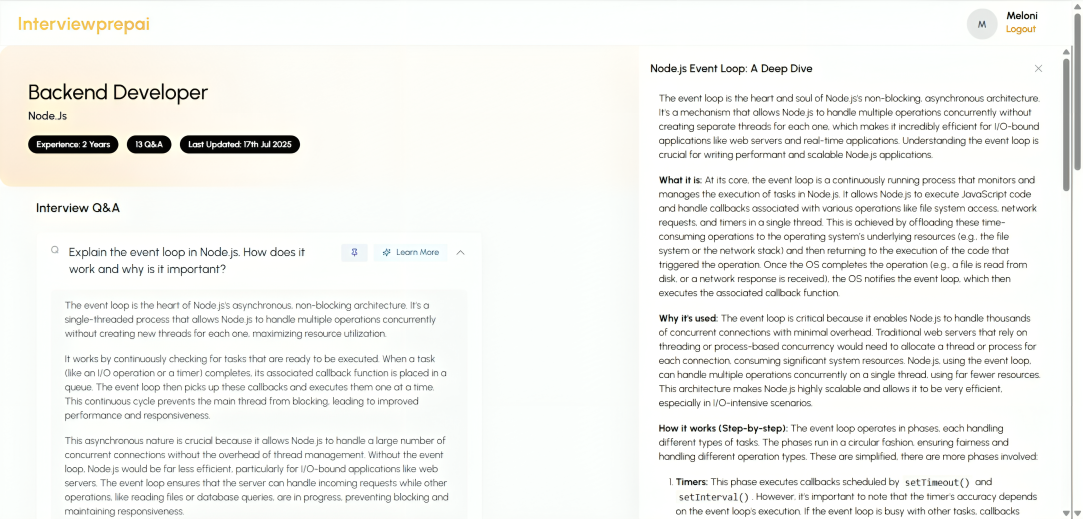 Interviewprepai
M
Meloni
Logout
Backend Developer
Node.Js
Experience: 2 Years
13 Q&A
Last Updated: 17th Jul 2025
Interview Q&A
Q
Explain the event loop in Node.js. How does it
work and why is it important?
Learn More
The event loop is the heart of Node.js's asynchronous, non-blocking architecture. It's a
single-threaded process that allows Node.js to handle multiple operations concurrently
without creating new threads for each one, maximizing resource utilization.
It works by continuously checking for tasks that are ready to be executed. When a task
(like an I/O operation or a timer) completes, its associated callback function is placed in a
queue. The event loop then picks up these callbacks and executes them one at a time.
This continuous cycle prevents the main thread from blocking, leading to improved
performance and responsiveness.
This asynchronous nature is crucial because it allows Node.js to handle a large number of
concurrent connections without the overhead of thread management. Without the event
loop, Node.js would be far less efficient, particularly for I/O-bound applications like web
servers. The event loop ensures that the server can handle incoming requests while other
operations, like reading files or database queries, are in progress, preventing blocking and
maintaining responsiveness.
Node.js Event Loop: A Deep Dive
The event loop is the heart and soul of Node.js's non-blocking, asynchronous architecture.
It's a mechanism that allows Node.js to handle multiple operations concurrently without
creating separate threads for each one, which makes it incredibly efficient for I/O-bound
applications like web servers and real-time applications. Understanding the event loop is
crucial for writing performant and scalable Node.js applications.
What it is: At its core, the event loop is a continuously running process that monitors and
manages the execution of tasks in Node.js. It allows Node.js to execute JavaScript code
and handle callbacks associated with various operations like file system access, network
requests, and timers in a single thread. This is achieved by offloading these time-
consuming operations to the operating system's underlying resources (e.g., the file
system or the network stack) and then returning to the execution of the code that
triggered the operation. Once the OS completes the operation (e.g., a file is read from
disk, or a network response is received), the OS notifies the event loop, which then
executes the associated callback function.
Why it's used: The event loop is critical because it enables Node.js to handle thousands
of concurrent connections with minimal overhead. Traditional web servers that rely on
threading or process-based concurrency would need to allocate a thread or process for
each connection, consuming significant system resources. Node.js, using the event loop,
can handle multiple operations concurrently on a single thread, using far fewer resources.
This architecture makes Node.js highly scalable and allows it to be very efficient,
especially in I/O-intensive scenarios.
How it works (Step-by-step): The event loop operates in phases, each handling
different types of tasks. The phases run in a circular fashion, ensuring fairness and
handling different operation types. These are simplified, there are more phases involved:
1. Timers: This phase executes callbacks scheduled by setTimeout() and
setInterval(). However, it's important to note that the timer's accuracy depends
on the event loop's execution. If the event loop is busy with other tasks, callbacks